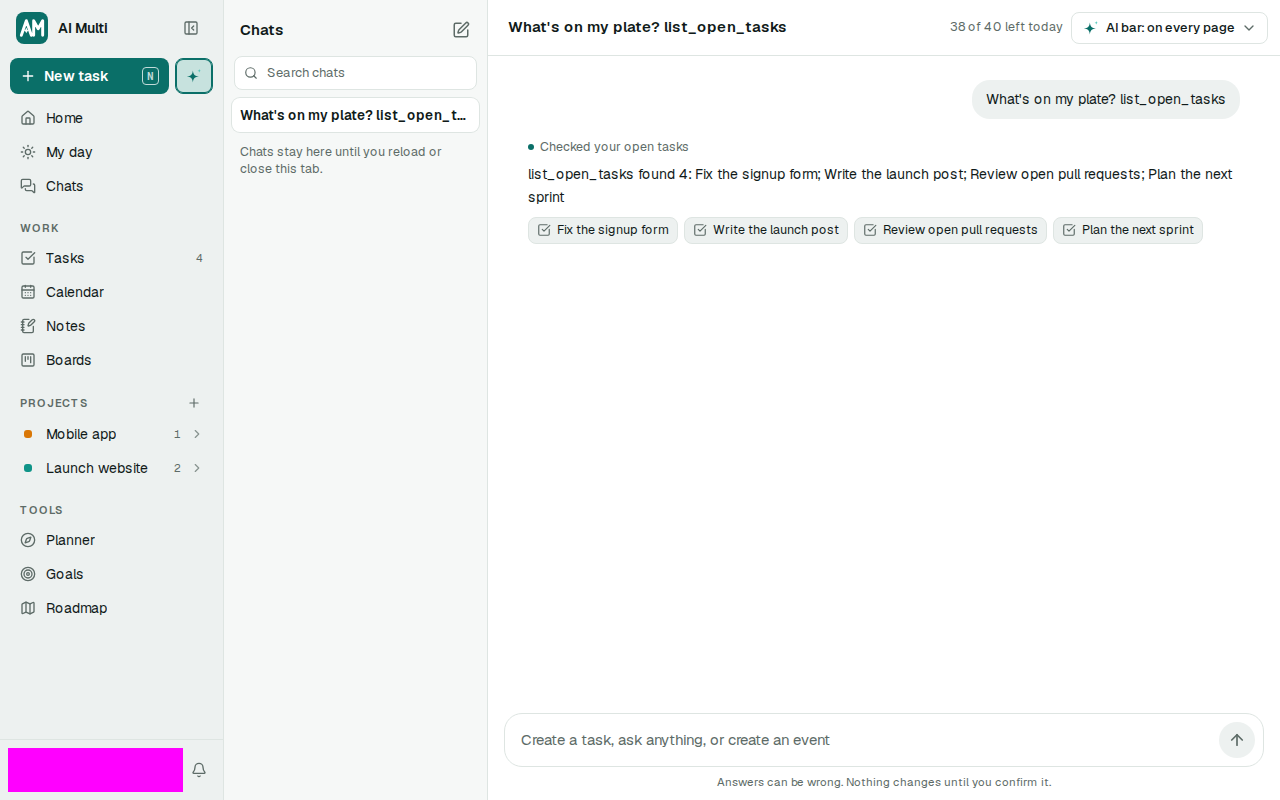 AM AI Multi
New task N
Home
My day
Chats
WORK
Tasks 4
Calendar
Notes
Boards
PROJECTS
Mobile app 1
Launch website 2
TOOLS
Planner
Goals
Roadmap
Chats
Search chats
What's on my plate? list_open_t…
Chats stay here until you reload or
close this tab.
What's on my plate? list_open_tasks
38 of 40 left today
AI bar: on every page
What's on my plate? list_open_tasks
Checked your open tasks
list_open_tasks found 4: Fix the signup form; Write the launch post; Review open pull requests; Plan the next
sprint
Fix the signup form
Write the launch post
Review open pull requests
Plan the next sprint
Create a task, ask anything, or create an event
Answers can be wrong. Nothing changes until you confirm it.